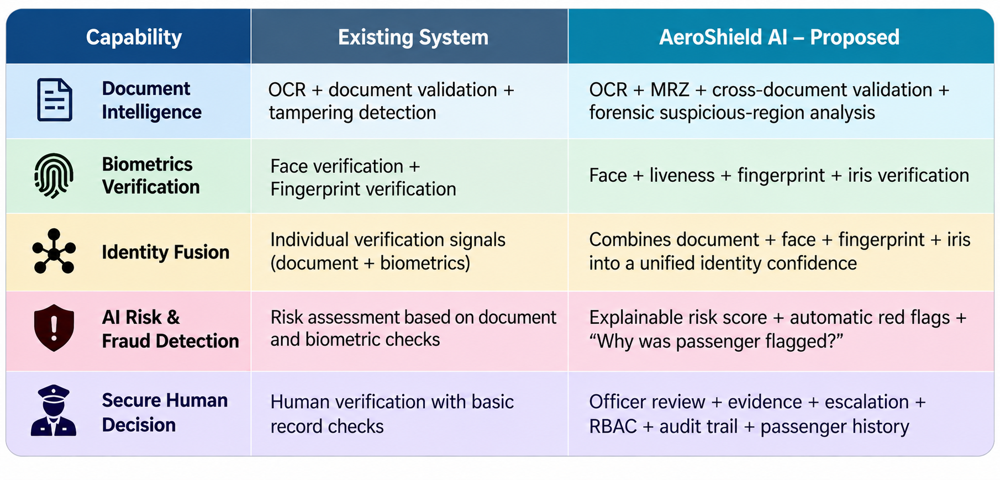 Capability
Existing System
AeroShield AI – Proposed
Document
Intelligence
OCR + document validation +
tampering detection
OCR + MRZ + cross-document validation +
forensic suspicious-region analysis
Biometrics
Verification
Face verification +
Fingerprint verification
Face + liveness + fingerprint + iris verification
Identity Fusion
Individual verification signals
(document + biometrics)
Combines document + face + fingerprint + iris
into a unified identity confidence
AI Risk &
Fraud Detection
Risk assessment based on document
and biometric checks
Explainable risk score + automatic red flags +
“Why was passenger flagged?”
Secure Human
Decision
Human verification with basic
record checks
Officer review + evidence + escalation +
RBAC + audit trail + passenger history